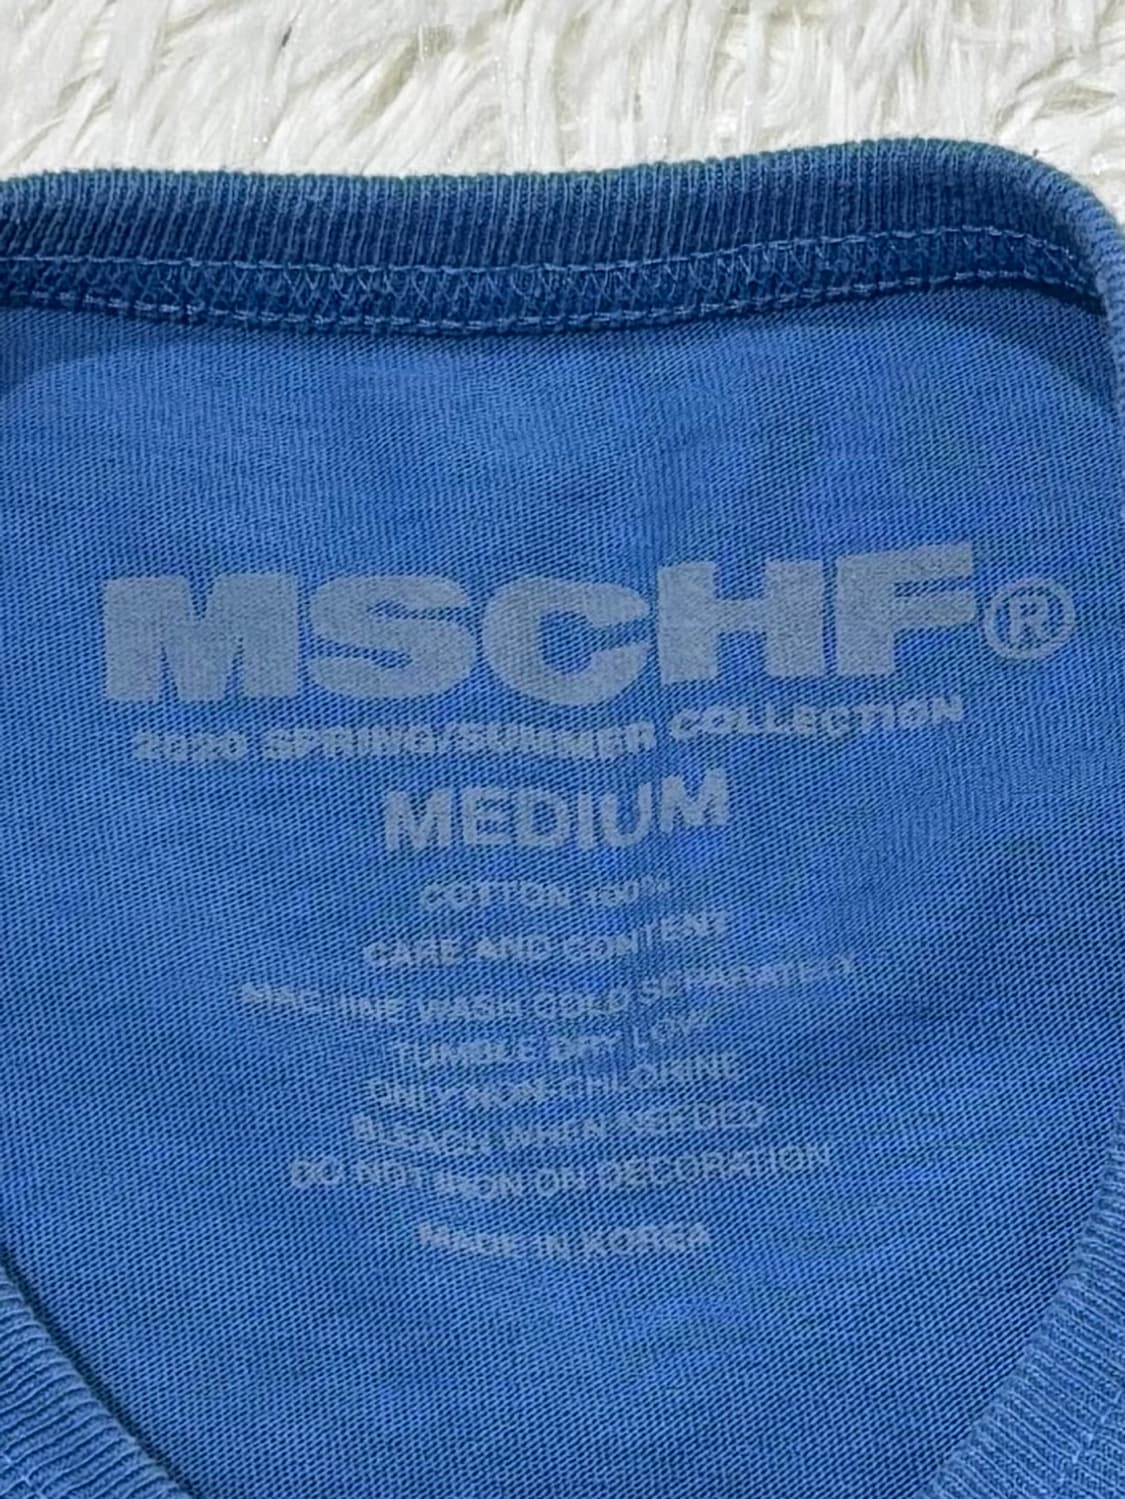 MSCHF®
2020 SPRING/SUMMER COLLECTION
MEDIUM
COTTON 100%
CARE AND CONTENT
MACHINE WASH COLD SEPARATELY
TUMBLE DRY LOW
ONLY NON-CHLORINE
BLEACH WHEN NEEDED
DO NOT IRON ON DECORATION
MADE IN KOREA